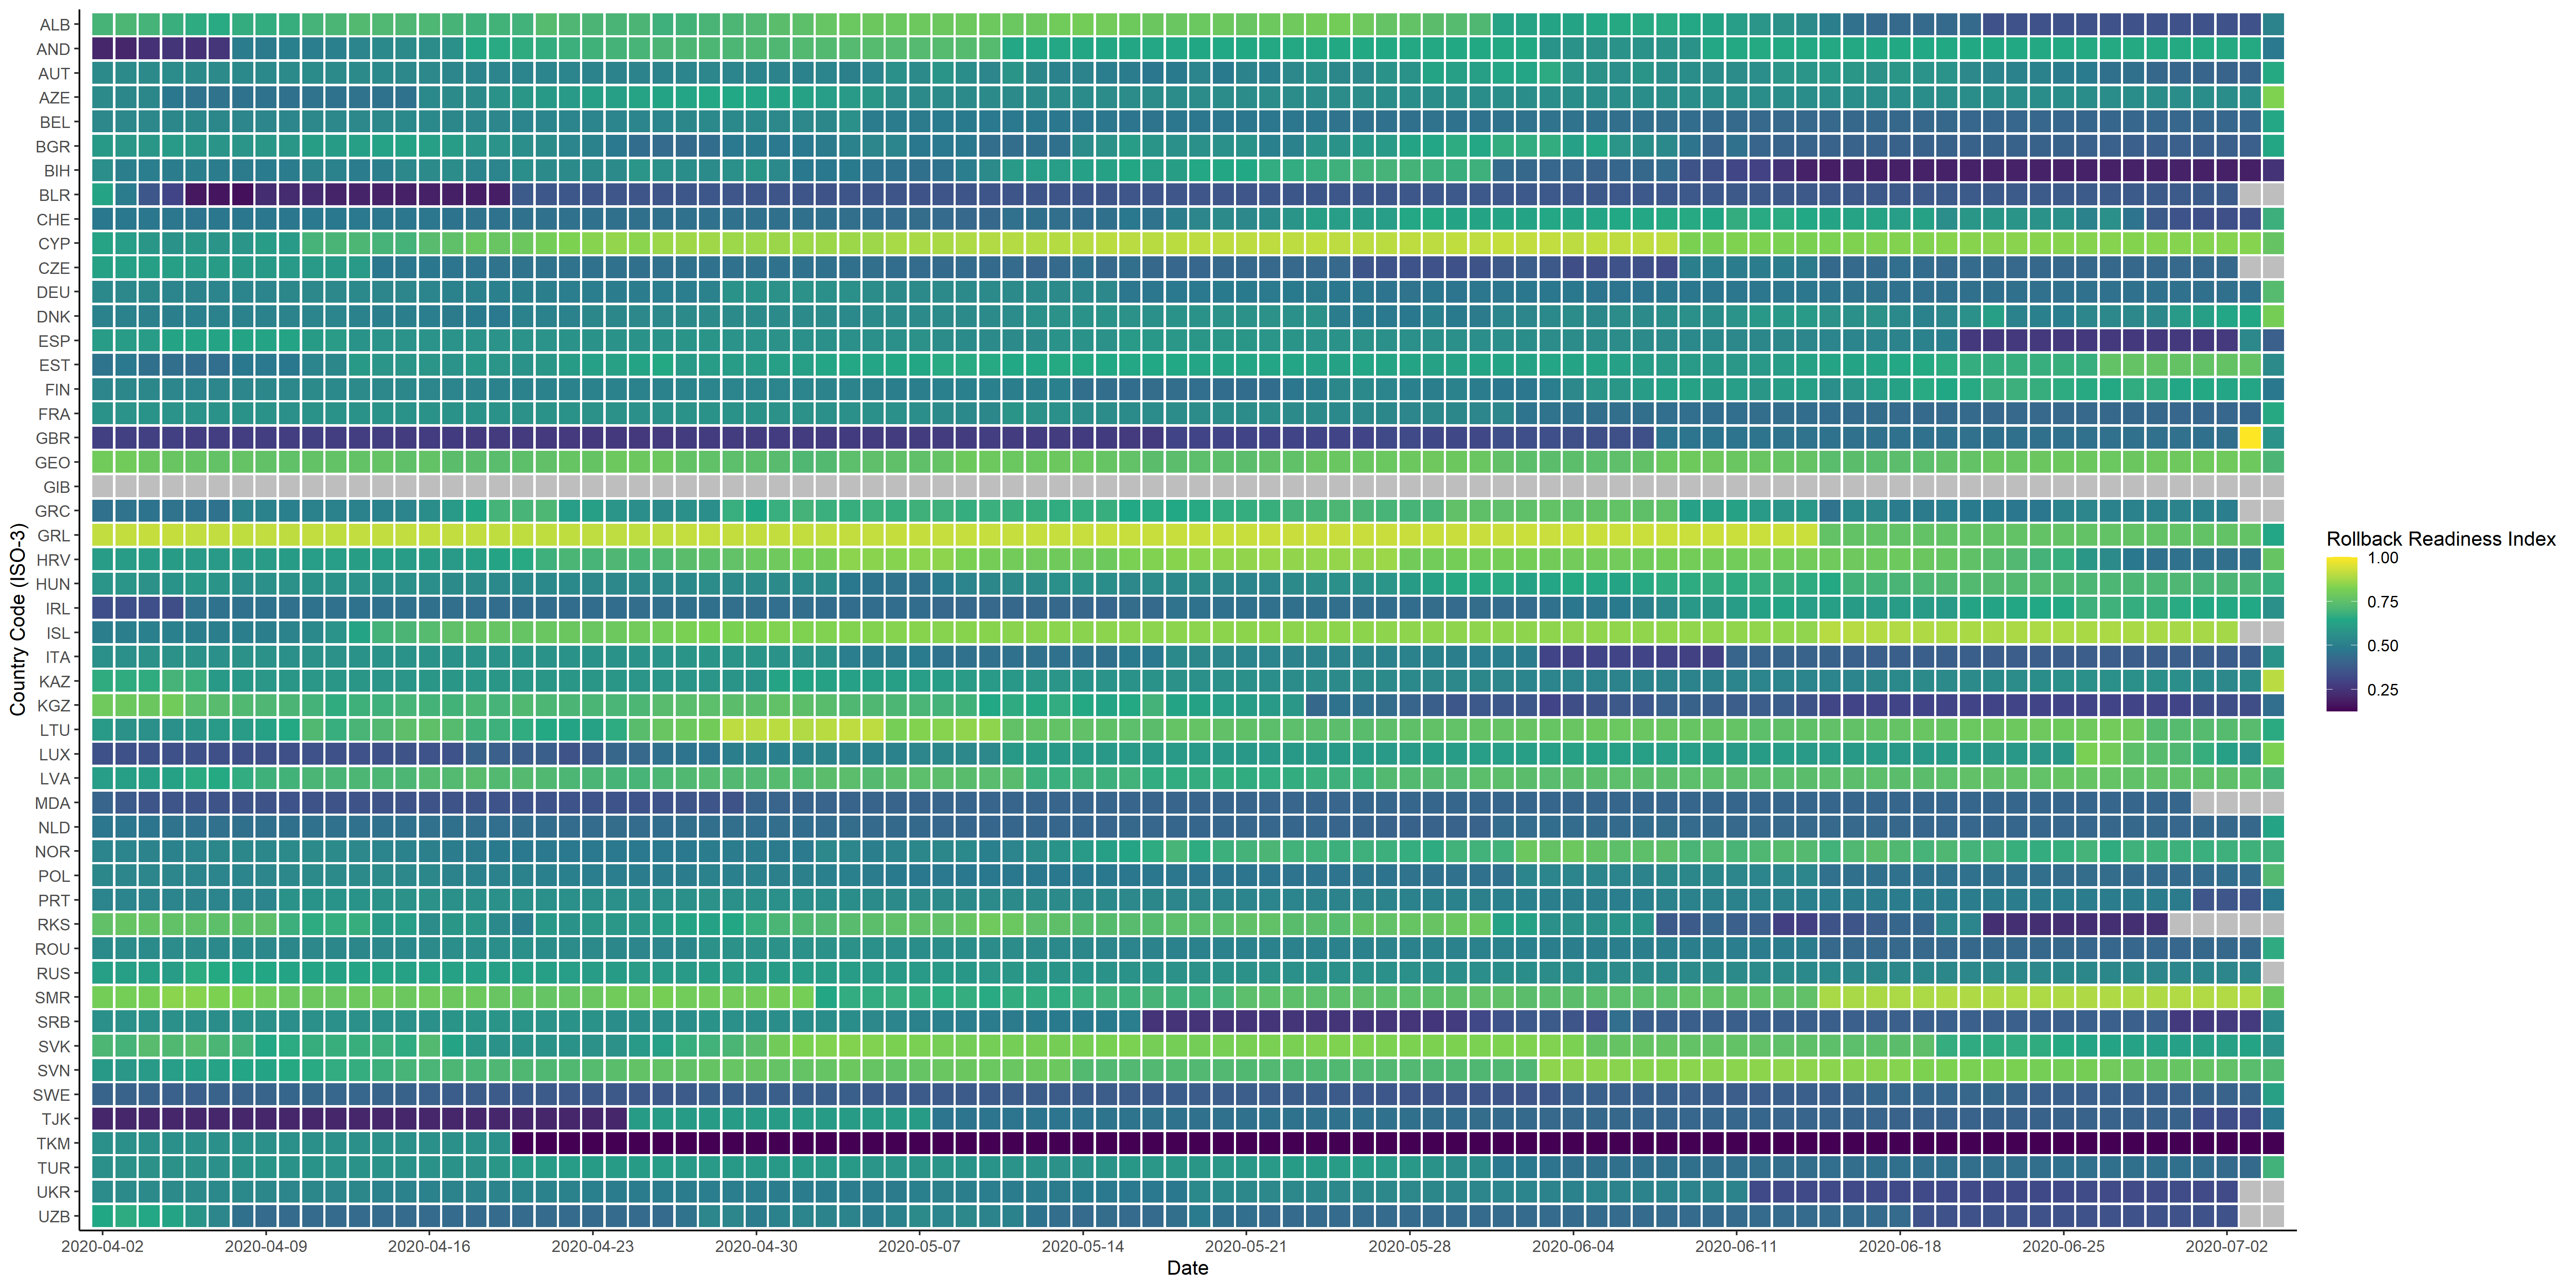 Country Code (ISO-3)
ALB
AND
AUT
AZE
BEL
BGR
BIH
BLR
CHE
CYP
CZE
DEU
DNK
ESP
EST
FIN
FRA
GBR
GEO
GIB
GRC
GRL
HRV
HUN
IRL
ISL
ITA
KAZ
KGZ
LTU
LUX
LVA
MDA
NLD
NOR
POL
PRT
RKS
ROU
RUS
SMR
SRB
SVK
SVN
SWE
TJK
TKM
TUR
UKR
UZB
2020-04-02 2020-04-09 2020-04-16 2020-04-23 2020-04-30 2020-05-07 2020-05-14 2020-05-21 2020-05-28 2020-06-04 2020-06-11 2020-06-18 2020-06-25 2020-07-02
Date
Rollback Readiness Index
1.00
0.75
0.50
0.25